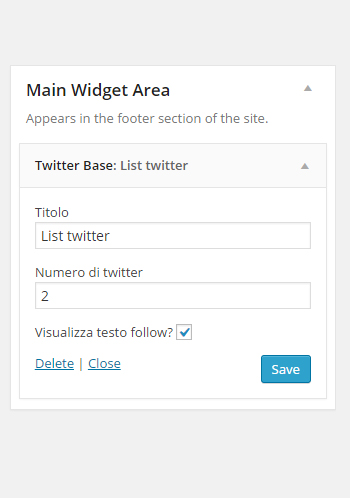 Main Widget Area
Appears in the footer section of the site.
Twitter Base: List twitter
Titolo
List twitter
Numero di twitter
2
Visualizza testo follow?
Delete | Close
Save